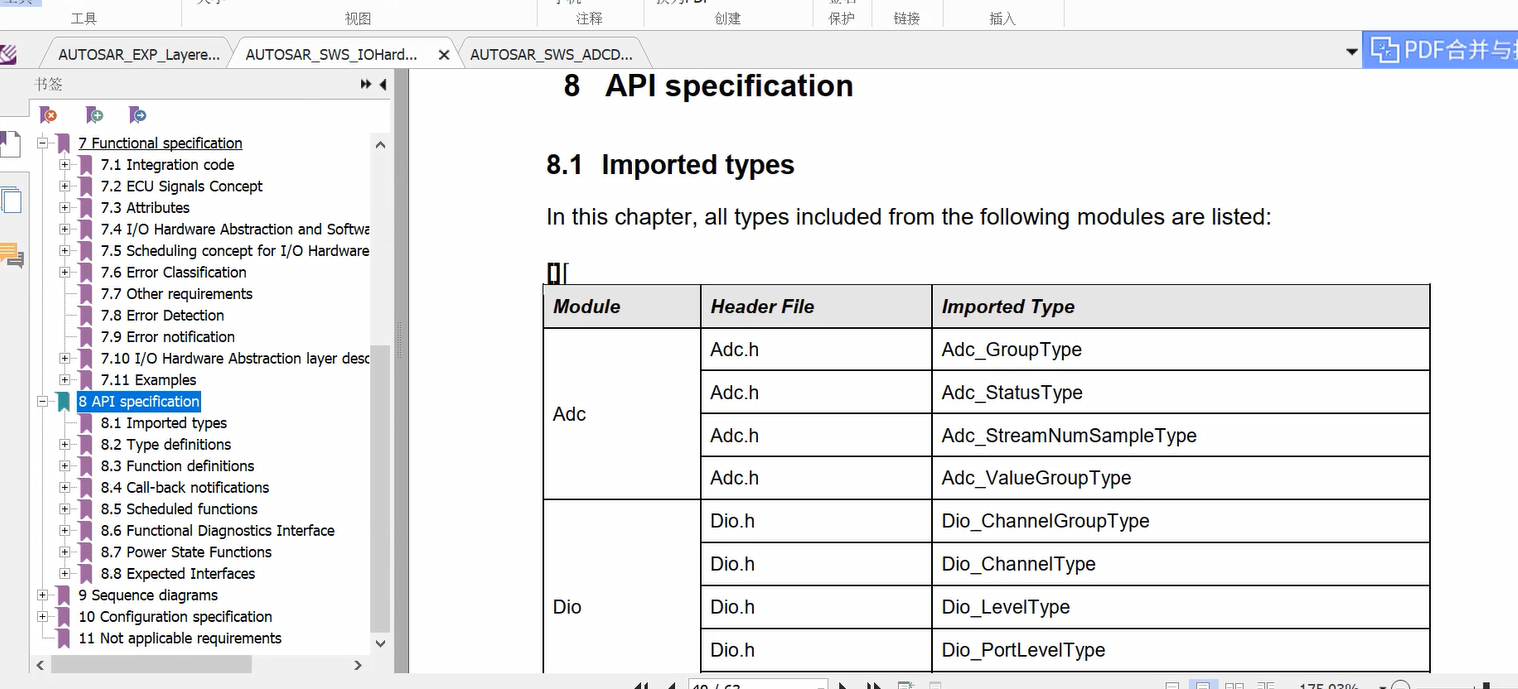 工具 视图 注释 创建 保护 链接 插入
AUTOSAR_EXP_Layere... AUTOSAR_SWS_IOHard... AUTOSAR_SWS_ADCD... PDF合并与
书签
7 Functional specification
7.1 Integration code
7.2 ECU Signals Concept
7.3 Attributes
7.4 I/O Hardware Abstraction and Softwa
7.5 Scheduling concept for I/O Hardware
7.6 Error Classification
7.7 Other requirements
7.8 Error Detection
7.9 Error notification
7.10 I/O Hardware Abstraction layer desc
7.11 Examples
8 API specification
8.1 Imported types
8.2 Type definitions
8.3 Function definitions
8.4 Call-back notifications
8.5 Scheduled functions
8.6 Functional Diagnostics Interface
8.7 Power State Functions
8.8 Expected Interfaces
9 Sequence diagrams
10 Configuration specification
11 Not applicable requirements
8 API specification
8.1 Imported types
In this chapter, all types included from the following modules are listed:
[][
Module Header File Imported Type
Adc
Adc.h Adc_GroupType
Adc.h Adc_StatusType
Adc.h Adc_StreamNumSampleType
Adc.h Adc_ValueGroupType
Dio
Dio.h Dio_ChannelGroupType
Dio.h Dio_ChannelType
Dio.h Dio_LevelType
Dio.h Dio_PortLevelType